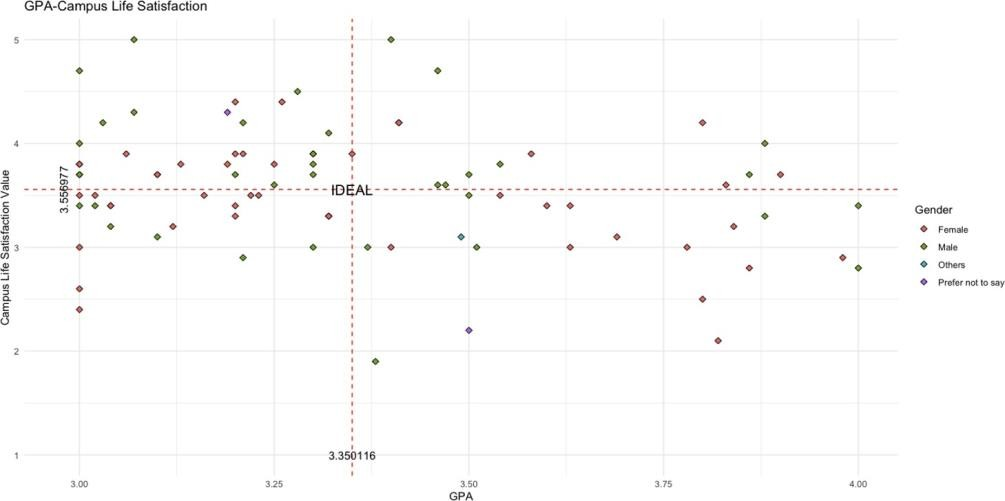 GPA-Campus Life Satisfaction
Campus Life Satisfaction Value
5
4
3
2
1
3.556977
IDEAL
3.350116
3.00
3.25
3.50
3.75
4.00
GPA
Gender
Female
Male
Others
Prefer not to say